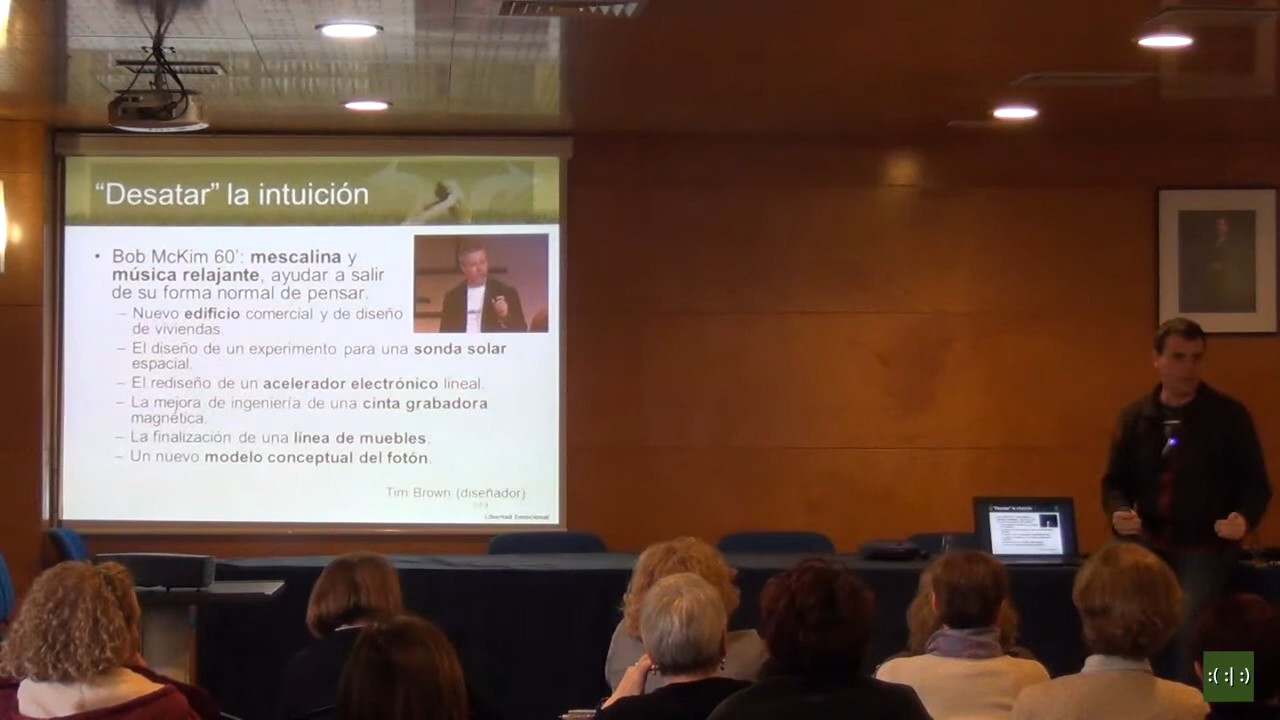 “Desatar” la intuición
• Bob McKim 60’: mescalina y
música relajante, ayudar a salir
de su forma normal de pensar.
– Nuevo edificio comercial y de diseño
de viviendas.
– El diseño de un experimento para una sonda solar
espacial.
– El rediseño de un acelerador electrónico lineal.
– La mejora de ingeniería de una cinta grabadora
magnética.
– La finalización de una línea de muebles.
– Un nuevo modelo conceptual del fotón.
Tim Brown (diseñador)
Libertad Emocional
“Desatar” la intuición
:( :| :)